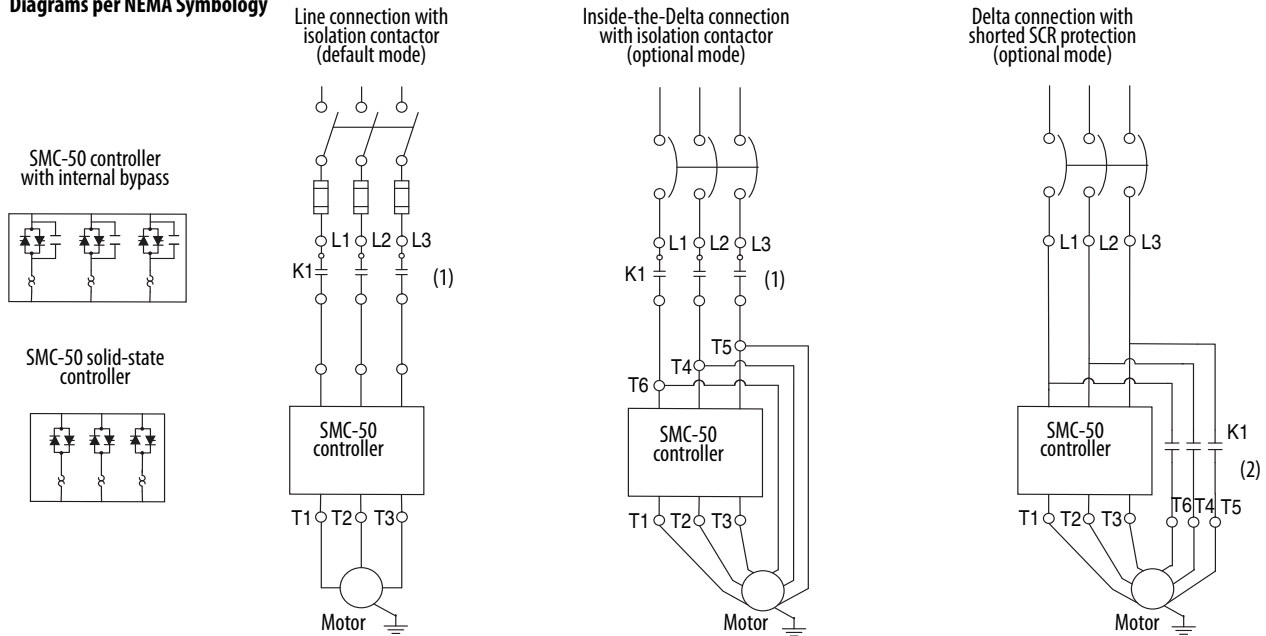 Diagrams per NEMA Symbology
Line connection with
isolation contactor
(default mode)
Inside-the-Delta connection
with isolation contactor
(optional mode)
Delta connection with
shorted SCR protection
(optional mode)
SMC-50 controller
with internal bypass
SMC-50 solid-state
controller
L1 L2 L3
K1
(1)
SMC-50
controller
T1 T2 T3
Motor
L1 L2 L3
K1
(1)
T5
T4
T6
SMC-50
controller
T1 T2 T3
Motor
L1 L2 L3
SMC-50
controller
K1
(2)
T6 T4 T5
T1 T2 T3
Motor